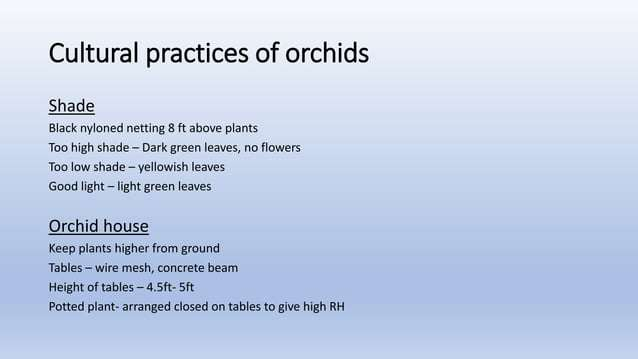 Cultural practices of orchids
Shade
Black nyloned netting 8 ft above plants
Too high shade – Dark green leaves, no flowers
Too low shade – yellowish leaves
Good light – light green leaves
Orchid house
Keep plants higher from ground
Tables – wire mesh, concrete beam
Height of tables – 4.5ft- 5ft
Potted plant- arranged closed on tables to give high RH